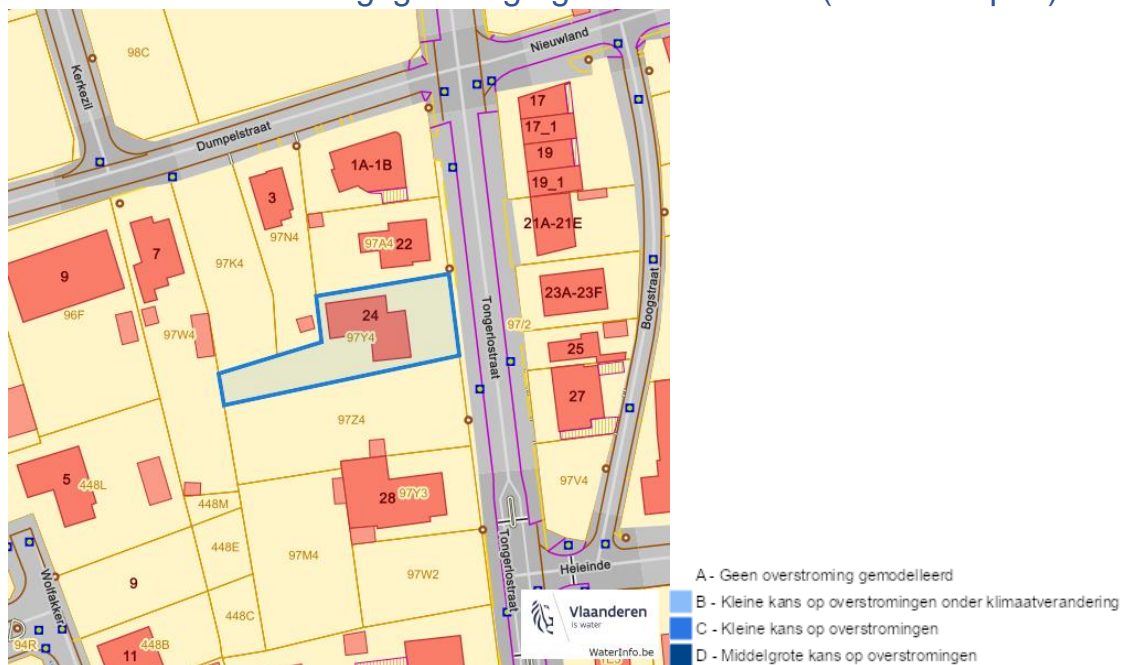 98C
Nieuwland
Kerkezil
Dumpelstraat
17
17_1
1A-1B
19
19_1
3
21A-21E
97N4
97A4 22
7
97K4
9
23A-23F
24
96F
Tongerlostraat
97/2
Boogstraat
97W4
97Y4
25
27
97Z4
5
448L
97V4
28 97Y3
448M
448E
97M4
Tongerlostraat
Heieinde
97W2
9
Wolfakker
448C
94R
448B
11
Vlaanderen
is water
WaterInfo.be
A - Geen overstroming gemodelleerd
B - Kleine kans op overstromingen onder klimaatverandering
C - Kleine kans op overstromingen
D - Middelgrote kans op overstromingen